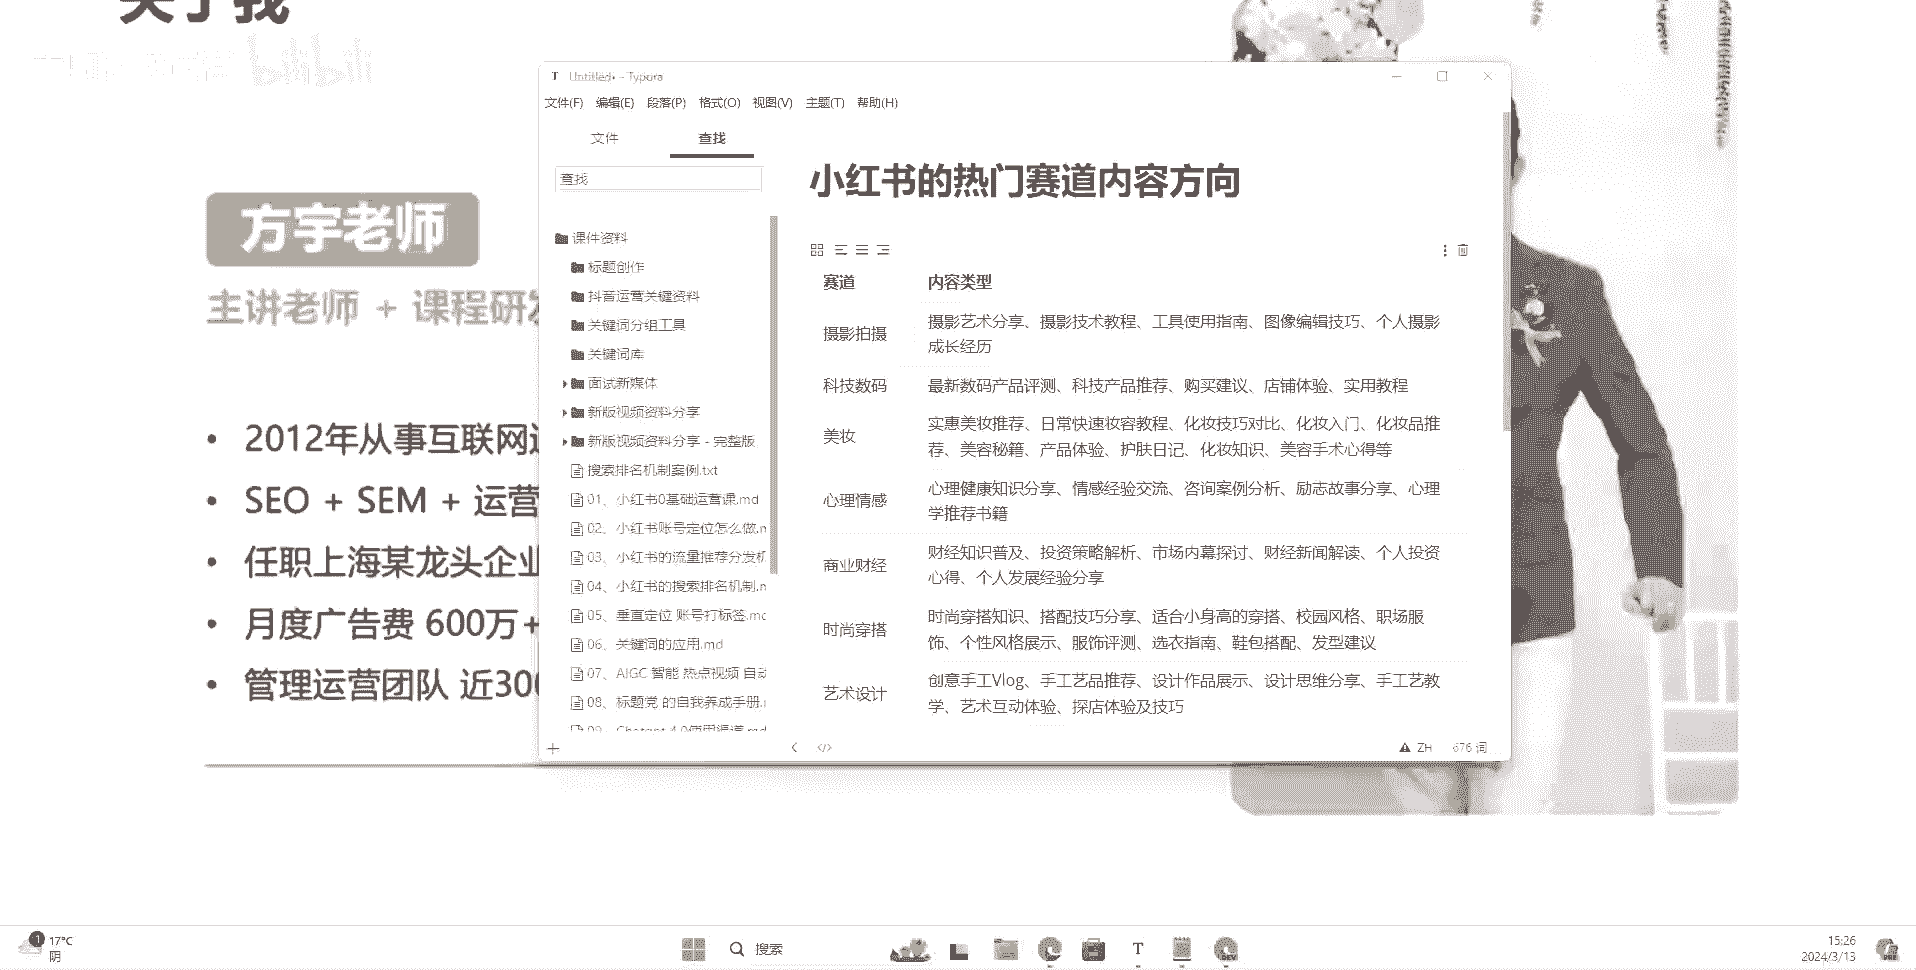 关于我
bilibili
方宇老师
主讲老师 + 课程研发
2012年从事互联网运
SEO + SEM + 运营
任职上海某龙头企业
月度广告费 600万+
管理运营团队 近300
Untitled• - Typora
文件(F) 编辑(E) 段落(P) 格式(O) 视图(V) 主题(T) 帮助(H)
文件 查找
查找
课件资料
标题创作
抖音运营关键资料
关键词分组工具
关键词库
面试新媒体
新版视频资料分享
新版视频资料分享 - 完整版
搜索排名机制案例.txt
01、小红书0基础运营课.md
02、小红书账号定位怎么做.m
03、小红书的流量推荐分发机
04、小红书的搜索排名机制.m
05、垂直定位 账号打标签.mc
06、关键词的应用.md
07、AIGC 智能 热点视频 自动
08、标题党 的自我养成手册.r
09、Chatgpt 4.0使用渠道.md
小红书的热门赛道内容方向
赛道 内容类型
摄影拍摄 摄影艺术分享、摄影技术教程、工具使用指南、图像编辑技巧、个人摄影
成长经历
科技数码 最新数码产品评测、科技产品推荐、购买建议、店铺体验、实用教程
美妆 实惠美妆推荐、日常快速妆容教程、化妆技巧对比、化妆入门、化妆品推
荐、美容秘籍、产品体验、护肤日记、化妆知识、美容手术心得等
心理情感 心理健康知识分享、情感经验交流、咨询案例分析、励志故事分享、心理
学推荐书籍
商业财经 财经知识普及、投资策略解析、市场内幕探讨、财经新闻解读、个人投资
心得、个人发展经验分享
时尚穿搭 时尚穿搭知识、搭配技巧分享、适合小身高的穿搭、校园风格、职场服
饰、个性风格展示、服饰评测、选衣指南、鞋包搭配、发型建议
艺术设计 创意手工Vlog、手工艺品推荐、设计作品展示、设计思维分享、手工艺教
学、艺术互动体验、探店体验及技巧
ZH 676 词
1 17°C
阴
搜索
DEV
15:26
2024/3/13
PRE